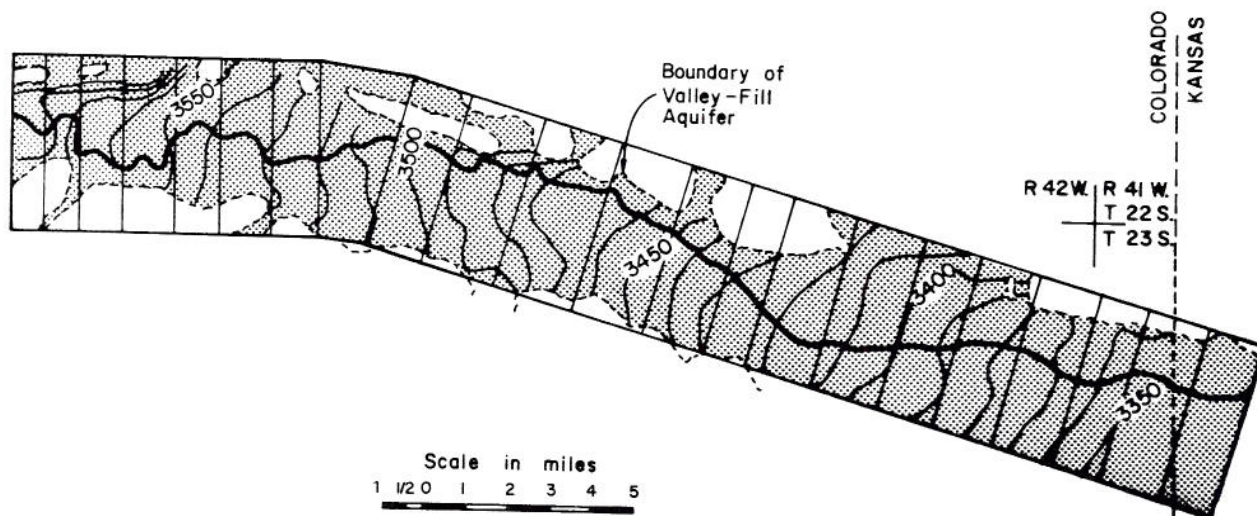 COLORADO
KANSAS
Boundary of
Valley-Fill
Aquifer
3550
3500
R 42 W. R 41 W.
T 22 S.
T 23 S.
3450
3400
3350
Scale in miles
1 1/2 0 1 2 3 4 5